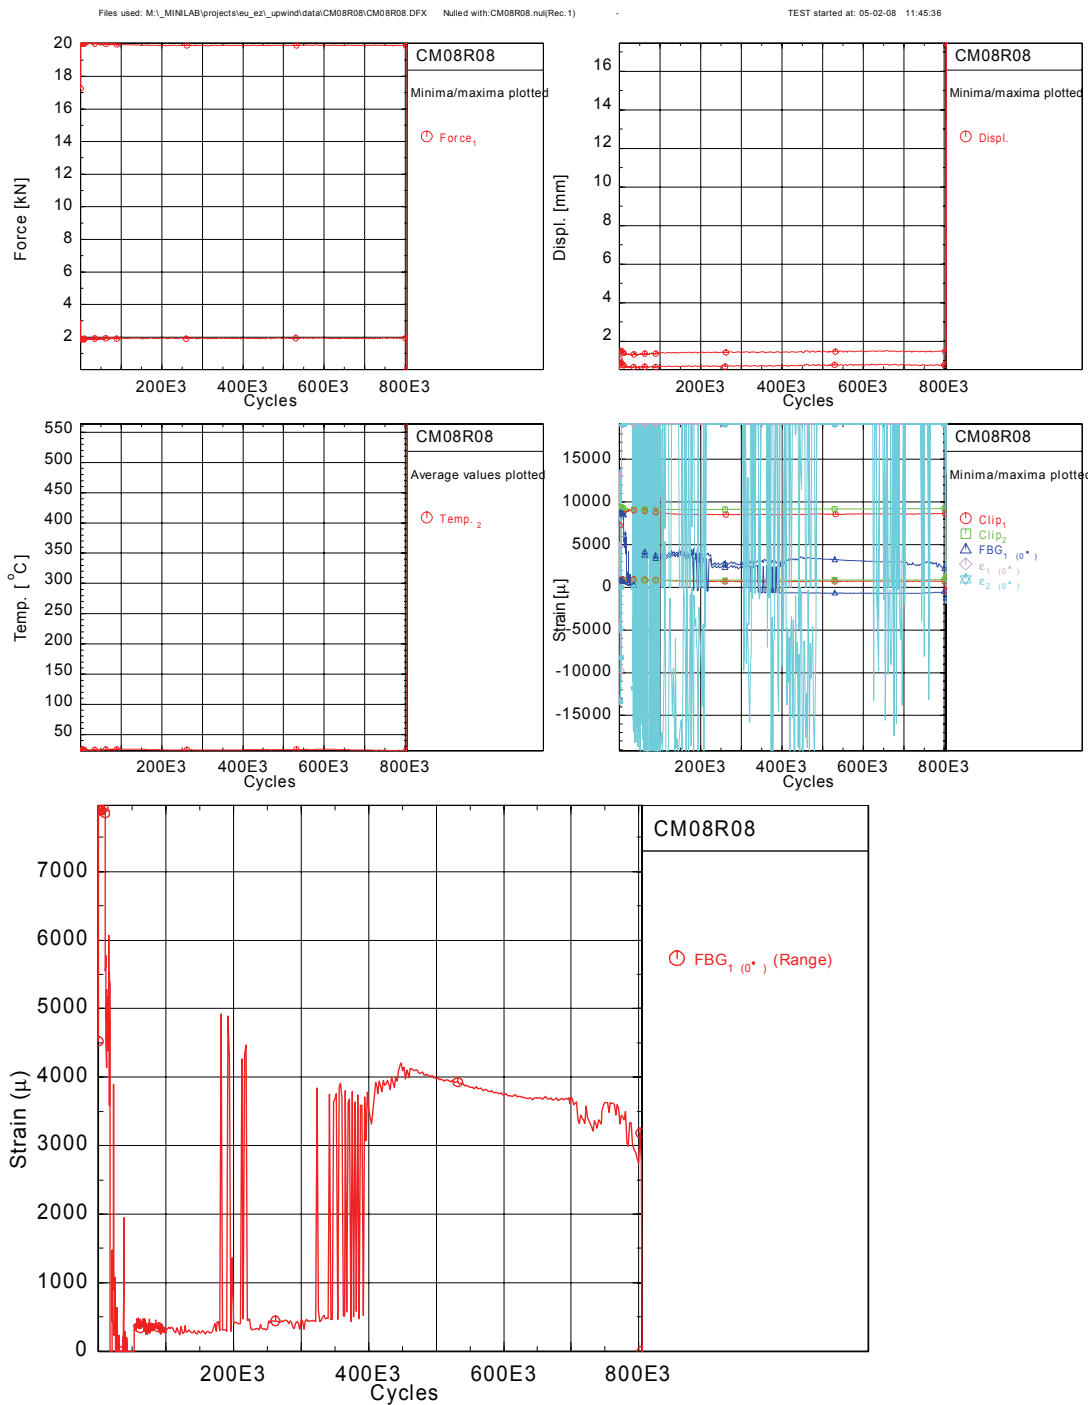 Files used: M:\_MINILAB\projects\eu_ez\_upwind\data\CM08R08\CM08R08.DFX Nulled with:CM08R08.nul(Rec.1) - TEST started at: 05-02-08 11:45:36
CM08R08
Minima/maxima plotted
Force1
Force [kN]
20
18
16
14
12
10
8
6
4
2
200E3 400E3 600E3 800E3
Cycles
CM08R08
Minima/maxima plotted
Displ.
Displ. [mm]
16
14
12
10
8
6
4
2
200E3 400E3 600E3 800E3
Cycles
CM08R08
Average values plotted
Temp. 2
Temp. [°C]
550
500
450
400
350
300
250
200
150
100
50
200E3 400E3 600E3 800E3
Cycles
CM08R08
Minima/maxima plotted
Clip1
Clip2
FBG1 (0°)
ε1 (0°)
ε2 (0°)
Strain [μ]
15000
10000
5000
0
-5000
-10000
-15000
200E3 400E3 600E3 800E3
Cycles
CM08R08
FBG1 (0°) (Range)
Strain (μ)
7000
6000
5000
4000
3000
2000
1000
0
200E3 400E3 600E3 800E3
Cycles